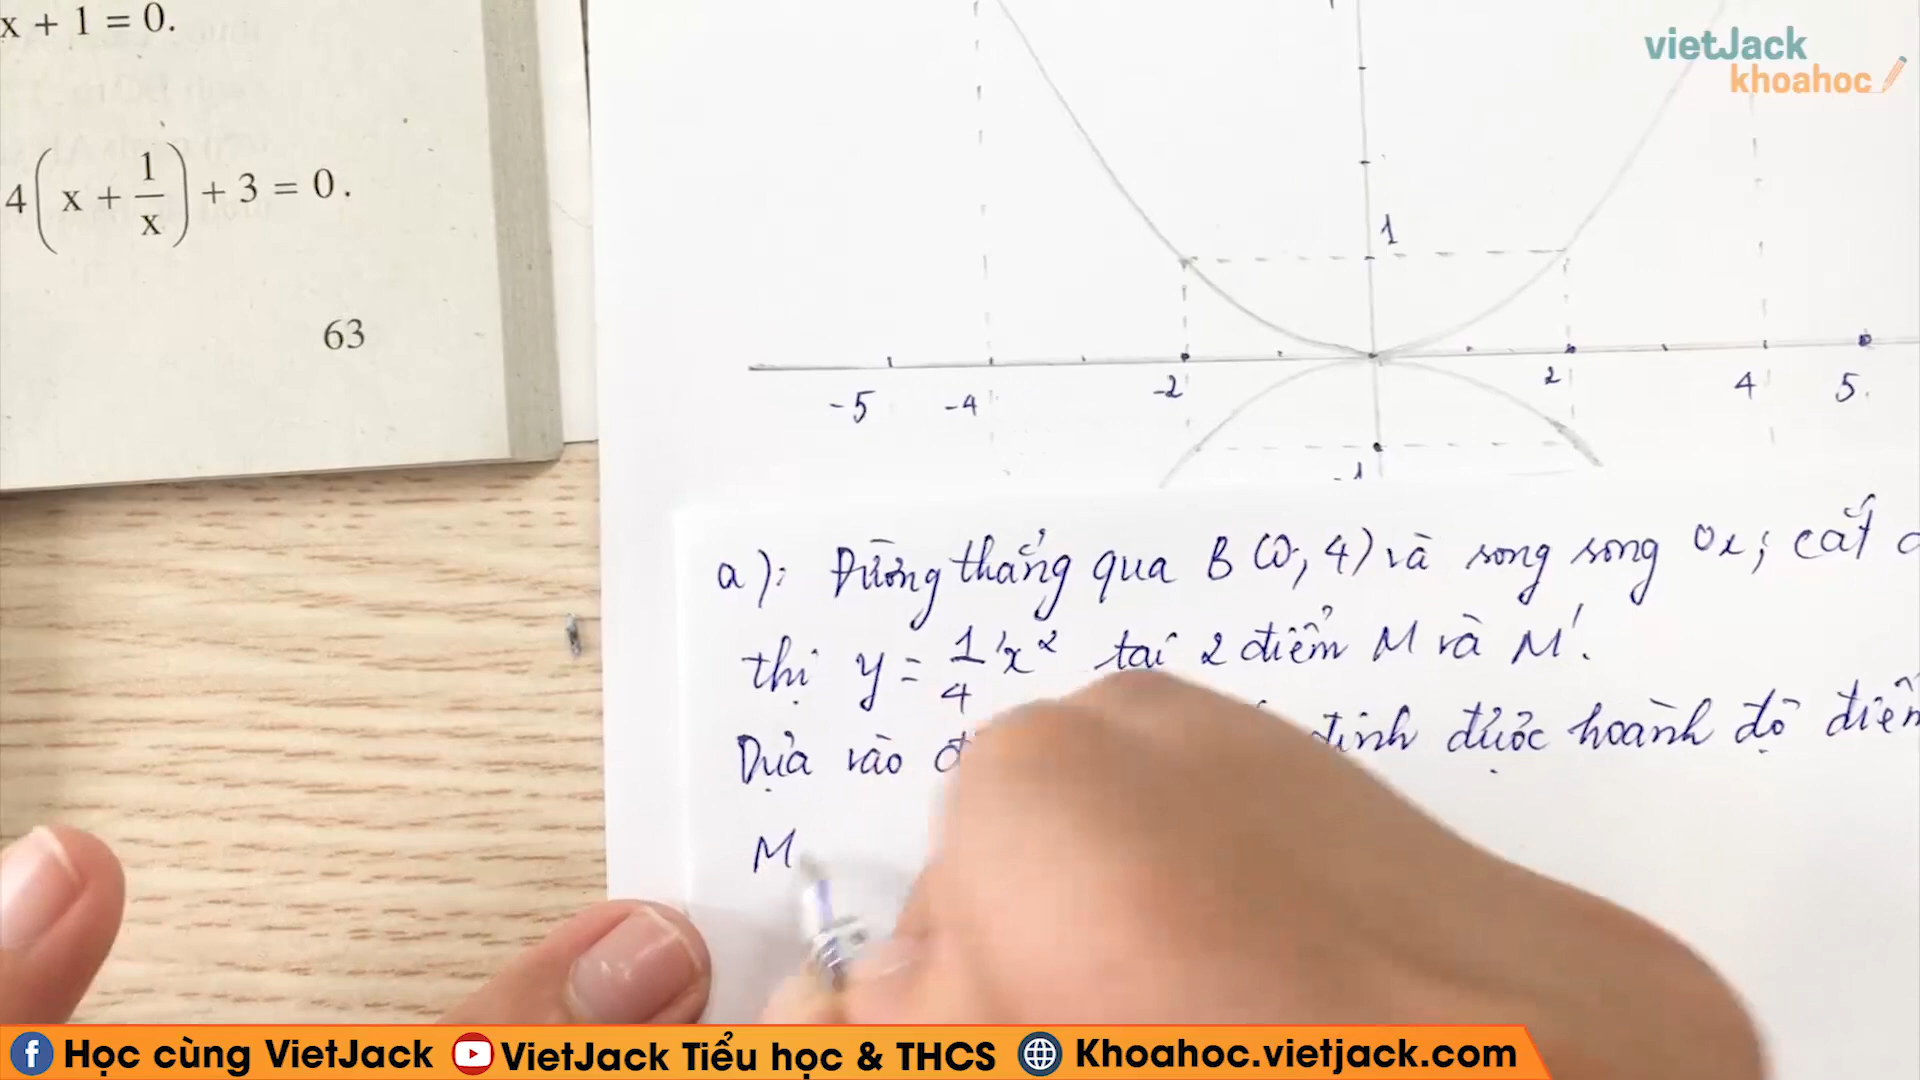 x + 1 = 0.
4(x + 1/x) + 3 = 0.
63
vietJack
khoahoc
1
-5 -4 -2 2 4 5
-1
a): Đường thẳng qua B(0; 4) và song song Ox; cắt
thị y = 1/4 x² tại 2 điểm M và M'.
Dựa vào định được hoành độ điểm
M
Học cùng VietJack
VietJack Tiểu học & THCS
Khoahoc.vietjack.com